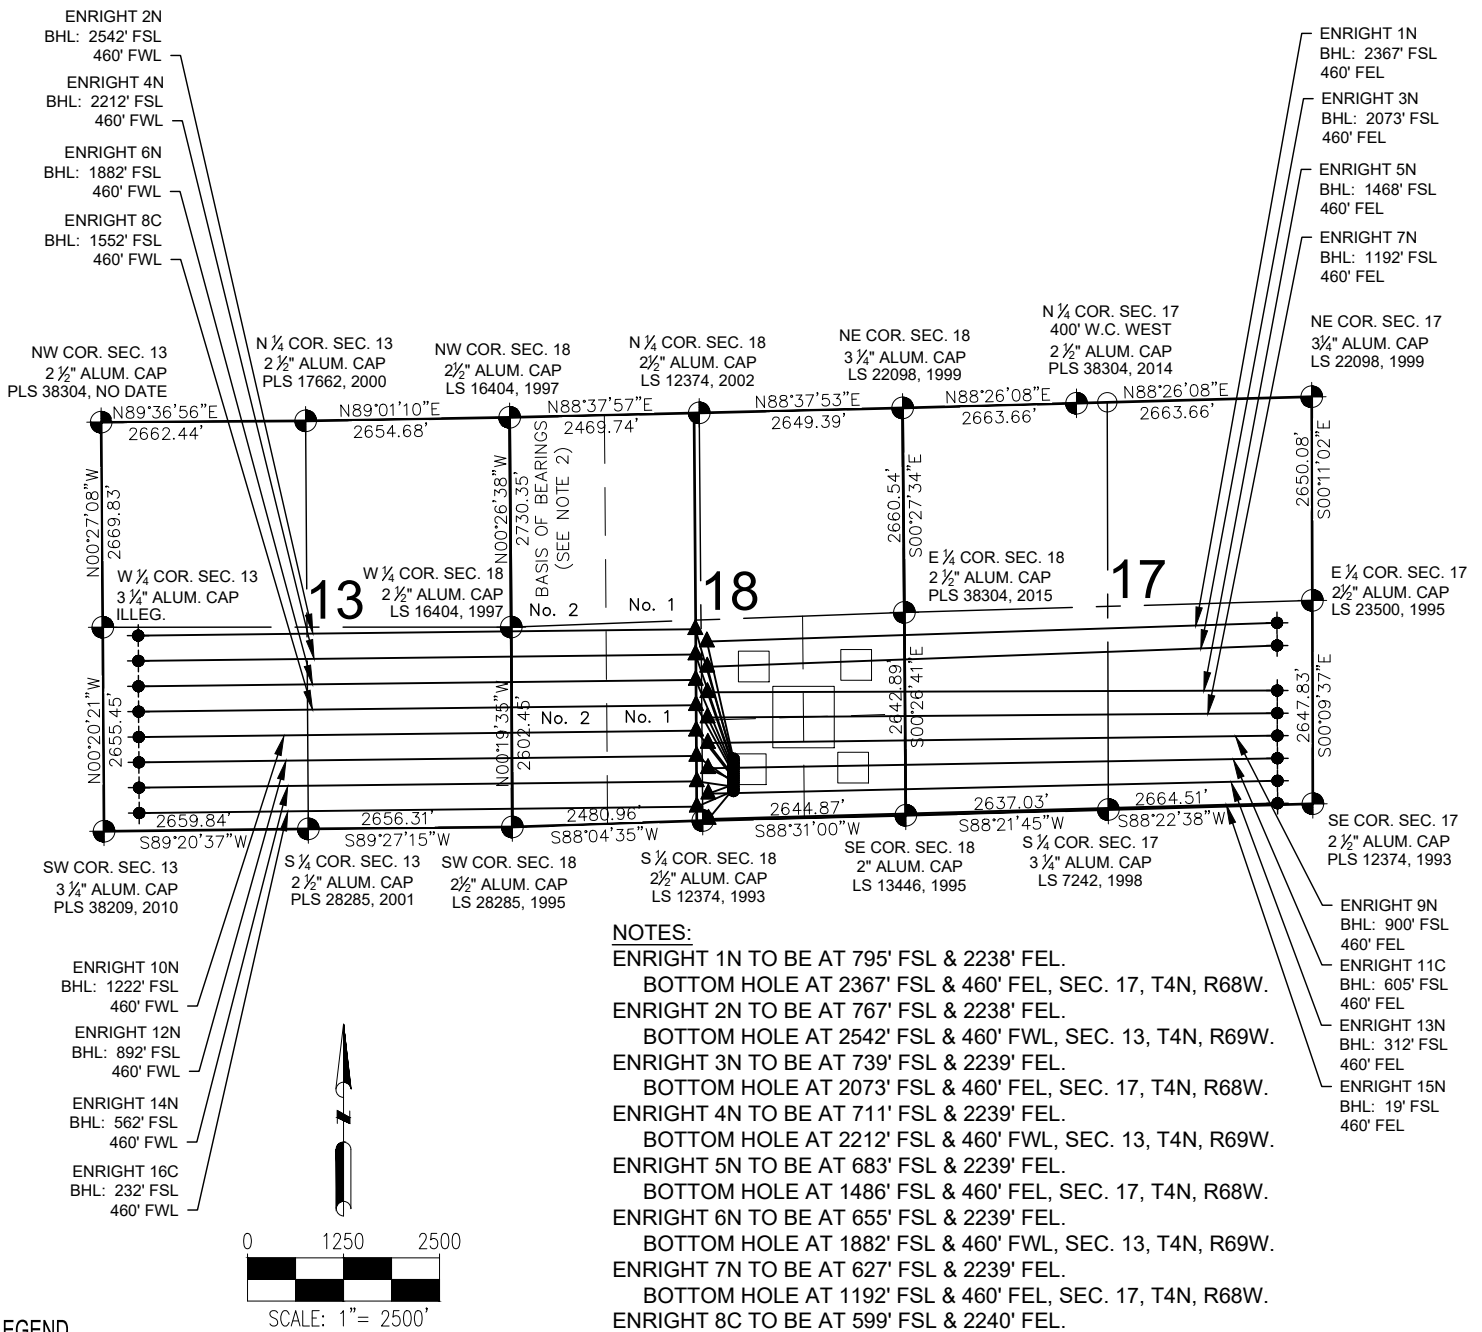 ENRIGHT 2N
BHL: 2542' FSL
460' FWL
ENRIGHT 4N
BHL: 2212' FSL
460' FWL
ENRIGHT 6N
BHL: 1882' FSL
460' FWL
ENRIGHT 8C
BHL: 1552' FSL
460' FWL
ENRIGHT 1N
BHL: 2367' FSL
460' FEL
ENRIGHT 3N
BHL: 2073' FSL
460' FEL
ENRIGHT 5N
BHL: 1468' FSL
460' FEL
ENRIGHT 7N
BHL: 1192' FSL
460' FEL
NW COR. SEC. 13
2 ½" ALUM. CAP
PLS 38304, NO DATE
N ¼ COR. SEC. 13
2 ½" ALUM. CAP
PLS 17662, 2000
NW COR. SEC. 18
2½" ALUM. CAP
LS 16404, 1997
N ¼ COR. SEC. 18
2½" ALUM. CAP
LS 12374, 2002
NE COR. SEC. 18
3 ¼" ALUM. CAP
LS 22098, 1999
N ¼ COR. SEC. 17
400' W.C. WEST
2 ½" ALUM. CAP
PLS 38304, 2014
NE COR. SEC. 17
3¼" ALUM. CAP
LS 22098, 1999
N89°36'56"E
2662.44'
N89°01'10"E
2654.68'
N88°37'57"E
2469.74'
N88°37'53"E
2649.39'
N88°26'08"E
2663.66'
N88°26'08"E
2663.66'
N00°27'08"W
2669.83'
N00°26'38"W
2730.35'
BASIS OF BEARINGS
(SEE NOTE 2)
2660.54'
S00°27'34"E
2650.08'
S00°11'02"E
W ¼ COR. SEC. 13
3 ¼" ALUM. CAP
ILLEG.
13
W ¼ COR. SEC. 18
2 ½" ALUM. CAP
LS 16404, 1997
No. 2
No. 1
18
E ¼ COR. SEC. 18
2 ½" ALUM. CAP
PLS 38304, 2015
17
E ¼ COR. SEC. 17
2½" ALUM. CAP
LS 23500, 1995
N00°20'21"W
2655.45'
N00°19'35"W
2602.45'
No. 2
No. 1
2642.89'
S00°26'41"E
2647.83'
S00°09'37"E
2659.84'
S89°20'37"W
2656.31'
S89°27'15"W
2480.96'
S88°04'35"W
2644.87'
S88°31'00"W
2637.03'
S88°21'45"W
2664.51'
S88°22'38"W
SW COR. SEC. 13
3 ¼" ALUM. CAP
PLS 38209, 2010
S ¼ COR. SEC. 13
2 ½" ALUM. CAP
PLS 28285, 2001
SW COR. SEC. 18
2½" ALUM. CAP
LS 28285, 1995
S ¼ COR. SEC. 18
2½" ALUM. CAP
LS 12374, 1993
SE COR. SEC. 18
2" ALUM. CAP
LS 13446, 1995
S ¼ COR. SEC. 17
3 ¼" ALUM. CAP
LS 7242, 1998
SE COR. SEC. 17
2 ½" ALUM. CAP
PLS 12374, 1993
ENRIGHT 10N
BHL: 1222' FSL
460' FWL
ENRIGHT 12N
BHL: 892' FSL
460' FWL
ENRIGHT 14N
BHL: 562' FSL
460' FWL
ENRIGHT 16C
BHL: 232' FSL
460' FWL
ENRIGHT 9N
BHL: 900' FSL
460' FEL
ENRIGHT 11C
BHL: 605' FSL
460' FEL
ENRIGHT 13N
BHL: 312' FSL
460' FEL
ENRIGHT 15N
BHL: 19' FSL
460' FEL
NOTES:
ENRIGHT 1N TO BE AT 795' FSL & 2238' FEL.
BOTTOM HOLE AT 2367' FSL & 460' FEL, SEC. 17, T4N, R68W.
ENRIGHT 2N TO BE AT 767' FSL & 2238' FEL.
BOTTOM HOLE AT 2542' FSL & 460' FWL, SEC. 13, T4N, R69W.
ENRIGHT 3N TO BE AT 739' FSL & 2239' FEL.
BOTTOM HOLE AT 2073' FSL & 460' FEL, SEC. 17, T4N, R68W.
ENRIGHT 4N TO BE AT 711' FSL & 2239' FEL.
BOTTOM HOLE AT 2212' FSL & 460' FWL, SEC. 13, T4N, R69W.
ENRIGHT 5N TO BE AT 683' FSL & 2239' FEL.
BOTTOM HOLE AT 1486' FSL & 460' FEL, SEC. 17, T4N, R68W.
ENRIGHT 6N TO BE AT 655' FSL & 2239' FEL.
BOTTOM HOLE AT 1882' FSL & 460' FWL, SEC. 13, T4N, R69W.
ENRIGHT 7N TO BE AT 627' FSL & 2239' FEL.
BOTTOM HOLE AT 1192' FSL & 460' FEL, SEC. 17, T4N, R68W.
ENRIGHT 8C TO BE AT 599' FSL & 2240' FEL.
N
0 1250 2500
SCALE: 1"= 2500'